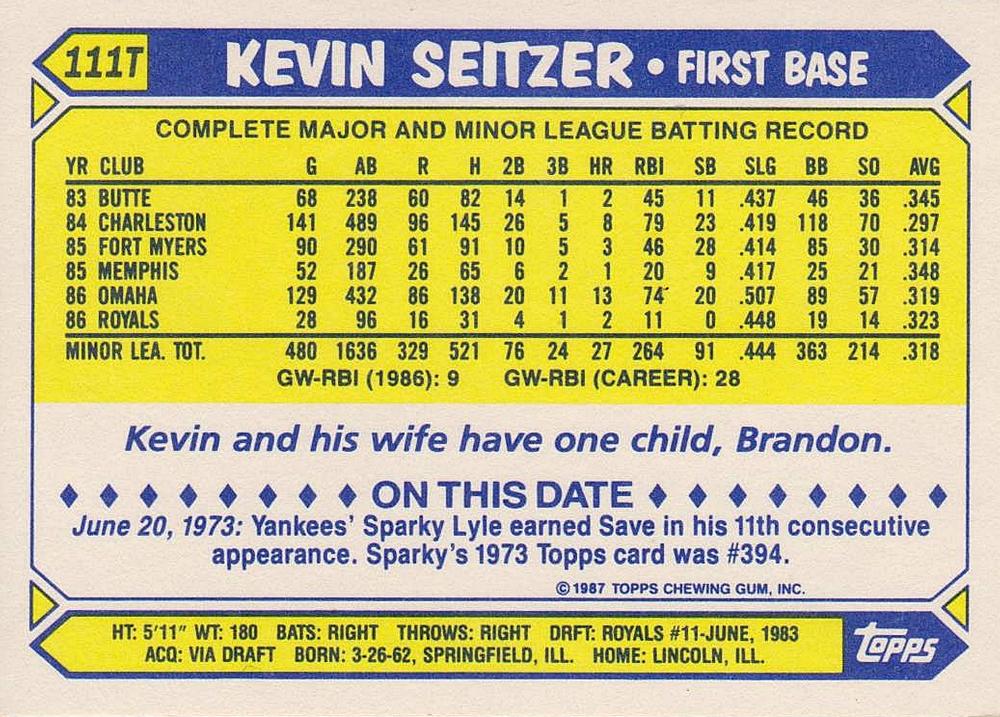 111T KEVIN SEITZER • FIRST BASE
COMPLETE MAJOR AND MINOR LEAGUE BATTING RECORD
YR CLUB G AB R H 2B 3B HR RBI SB SLG BB SO AVG
83 BUTTE 68 238 60 82 14 1 2 45 11 .437 46 36 .345
84 CHARLESTON 141 489 96 145 26 5 8 79 23 .419 118 70 .297
85 FORT MYERS 90 290 61 91 10 5 3 46 28 .414 85 30 .314
85 MEMPHIS 52 187 26 65 6 2 1 20 9 .417 25 21 .348
86 OMAHA 129 432 86 138 20 11 13 74 20 .507 89 57 .319
86 ROYALS 28 96 16 31 4 1 2 11 0 .448 19 14 .323
MINOR LEA. TOT. 480 1636 329 521 76 24 27 264 91 .444 363 214 .318
GW-RBI (1986): 9 GW-RBI (CAREER): 28
Kevin and his wife have one child, Brandon.
ON THIS DATE
June 20, 1973: Yankees' Sparky Lyle earned Save in his 11th consecutive
appearance. Sparky's 1973 Topps card was #394.
© 1987 TOPPS CHEWING GUM, INC.
HT: 5'11" WT: 180 BATS: RIGHT THROWS: RIGHT DRFT: ROYALS #11-JUNE, 1983
ACQ: VIA DRAFT BORN: 3-26-62, SPRINGFIELD, ILL. HOME: LINCOLN, ILL.
topps